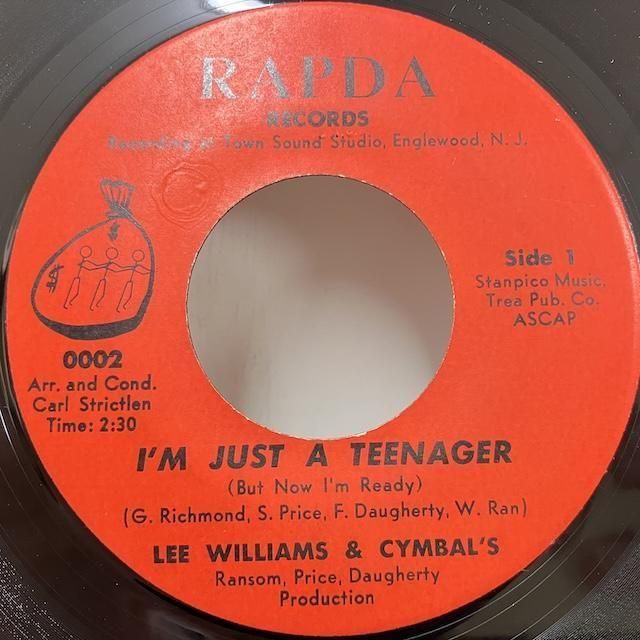 RAPDA
RECORDS
Recording at Town Sound Studio, Englewood, N. J.
$
Side 1
Stanpico Music,
Trea Pub. Co.
ASCAP
0002
Arr. and Cond.
Carl Strictlen
Time: 2:30
I'M JUST A TEENAGER
(But Now I'm Ready)
(G. Richmond, S. Price, F. Daugherty, W. Ran)
LEE WILLIAMS & CYMBAL'S
Ransom, Price, Daugherty
Production